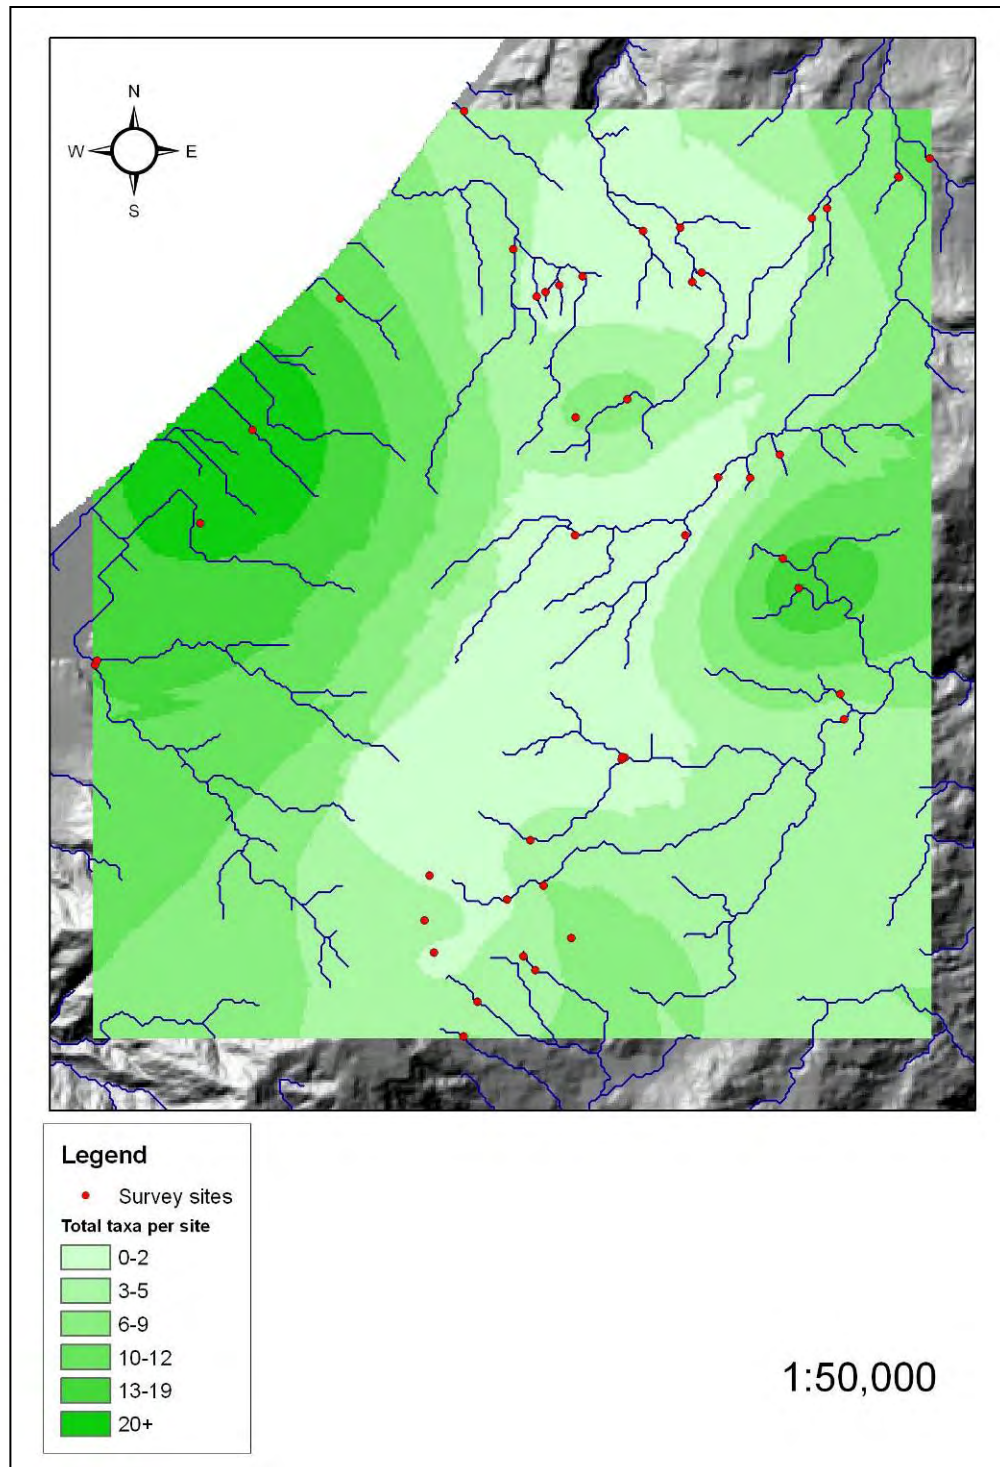 N
W E
S
Legend
Survey sites
Total taxa per site
0-2
3-5
6-9
10-12
13-19
20+
1:50,000